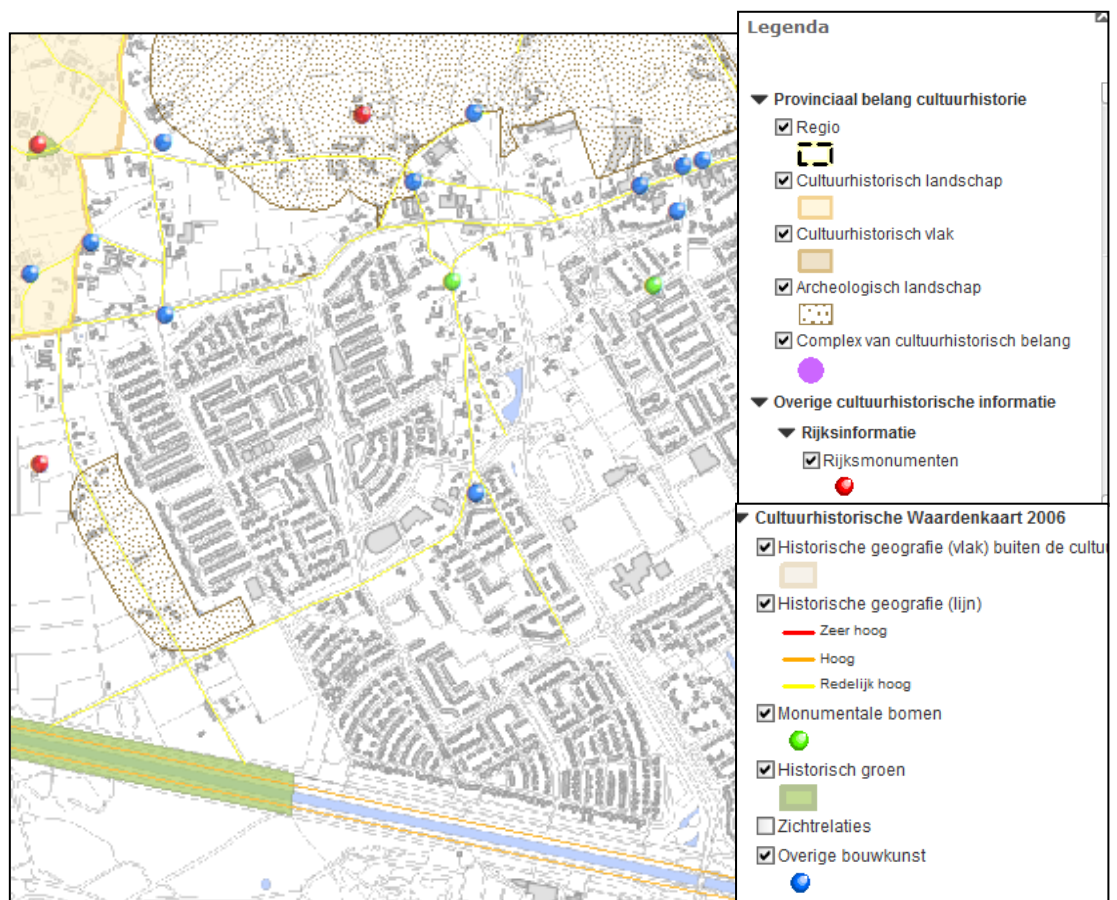 Legenda
Provinciaal belang cultuurhistorie
Regio
Cultuurhistorisch landschap
Cultuurhistorisch vlak
Archeologisch landschap
Complex van cultuurhistorisch belang
Overige cultuurhistorische informatie
Rijksinformatie
Rijksmonumenten
Cultuurhistorische Waardenkaart 2006
Historische geografie (vlak) buiten de cultu
Historische geografie (lijn)
Zeer hoog
Hoog
Redelijk hoog
Monumentale bomen
Historisch groen
Zichtrelaties
Overige bouwkunst